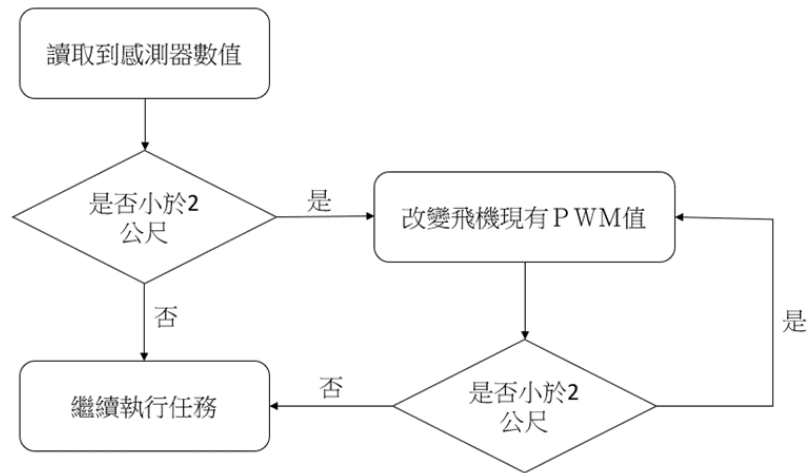 讀取到感測器數值
是否小於2
公尺
是
改變飛機現有ＰＷＭ值
否
是
繼續執行任務
否
是否小於2
公尺